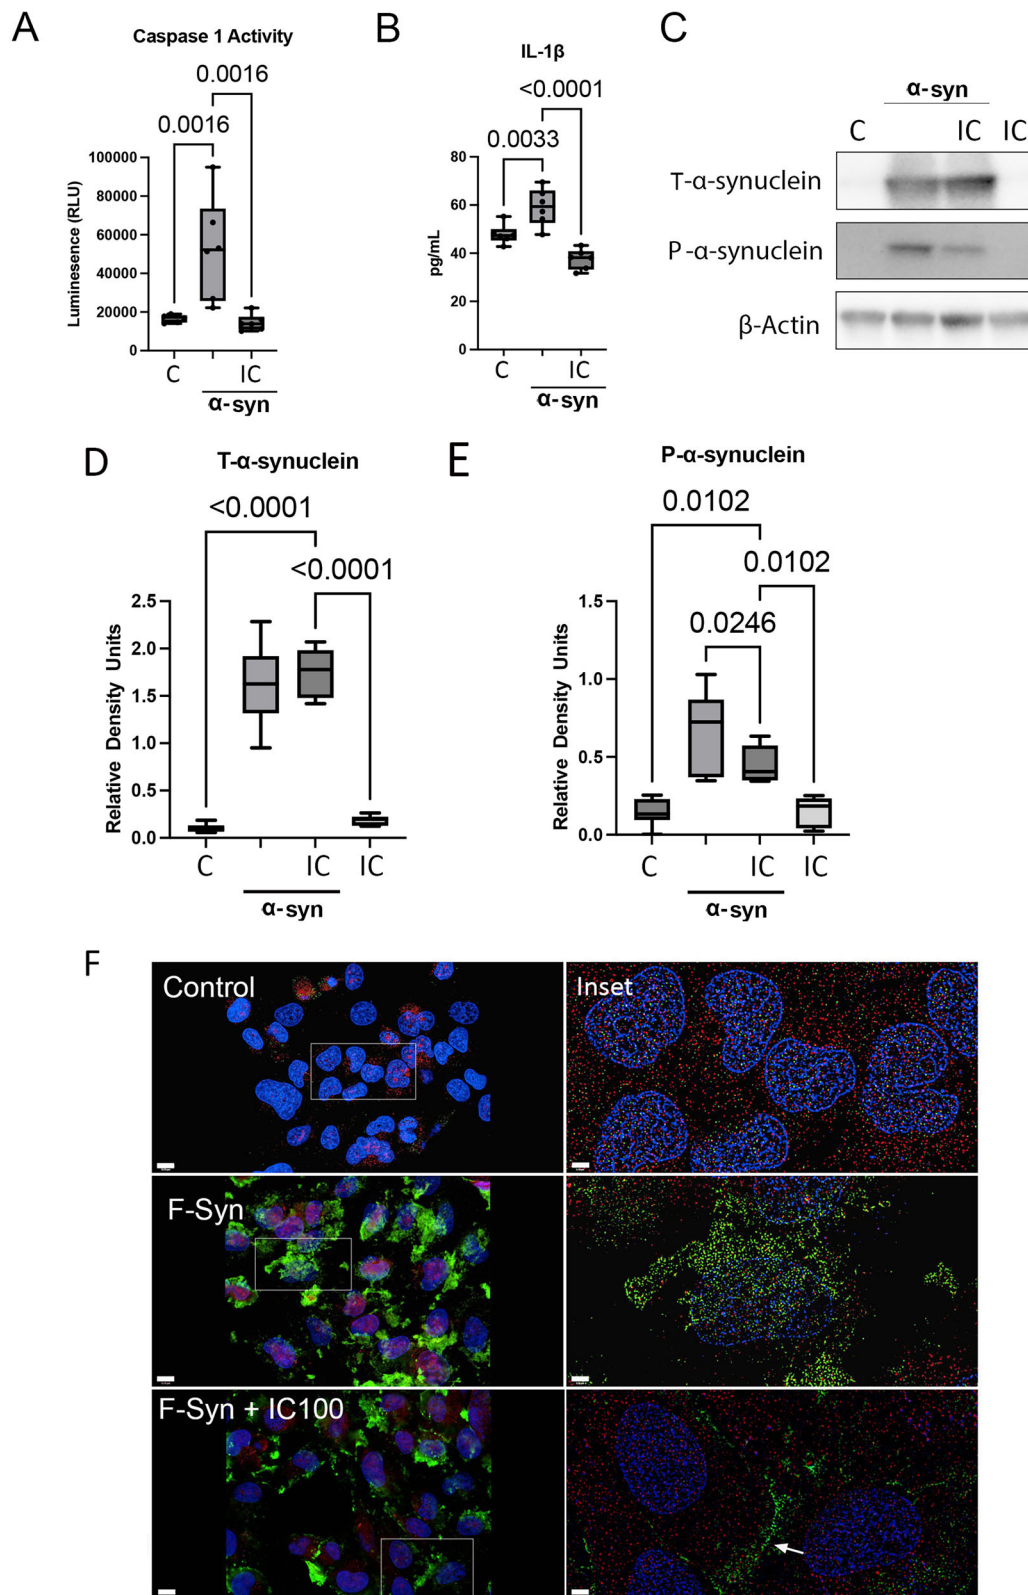 A
Caspase 1 Activity
0.0016
0.0016
Luminesence (RLU)
100000
80000
60000
40000
20000
0
C
IC
α-syn
B
IL-1β
<0.0001
0.0033
pg/mL
80
60
40
20
0
C
IC
α-syn
C
α-syn
C
IC
IC
T-α-synuclein
P-α-synuclein
β-Actin
D
T-α-synuclein
<0.0001
<0.0001
Relative Density Units
2.5
2.0
1.5
1.0
0.5
0.0
C
IC
IC
α-syn
E
P-α-synuclein
0.0102
0.0102
0.0246
Relative Density Units
1.5
1.0
0.5
0.0
C
IC
IC
α-syn
F
Control
Inset
F-Syn
F-Syn + IC100